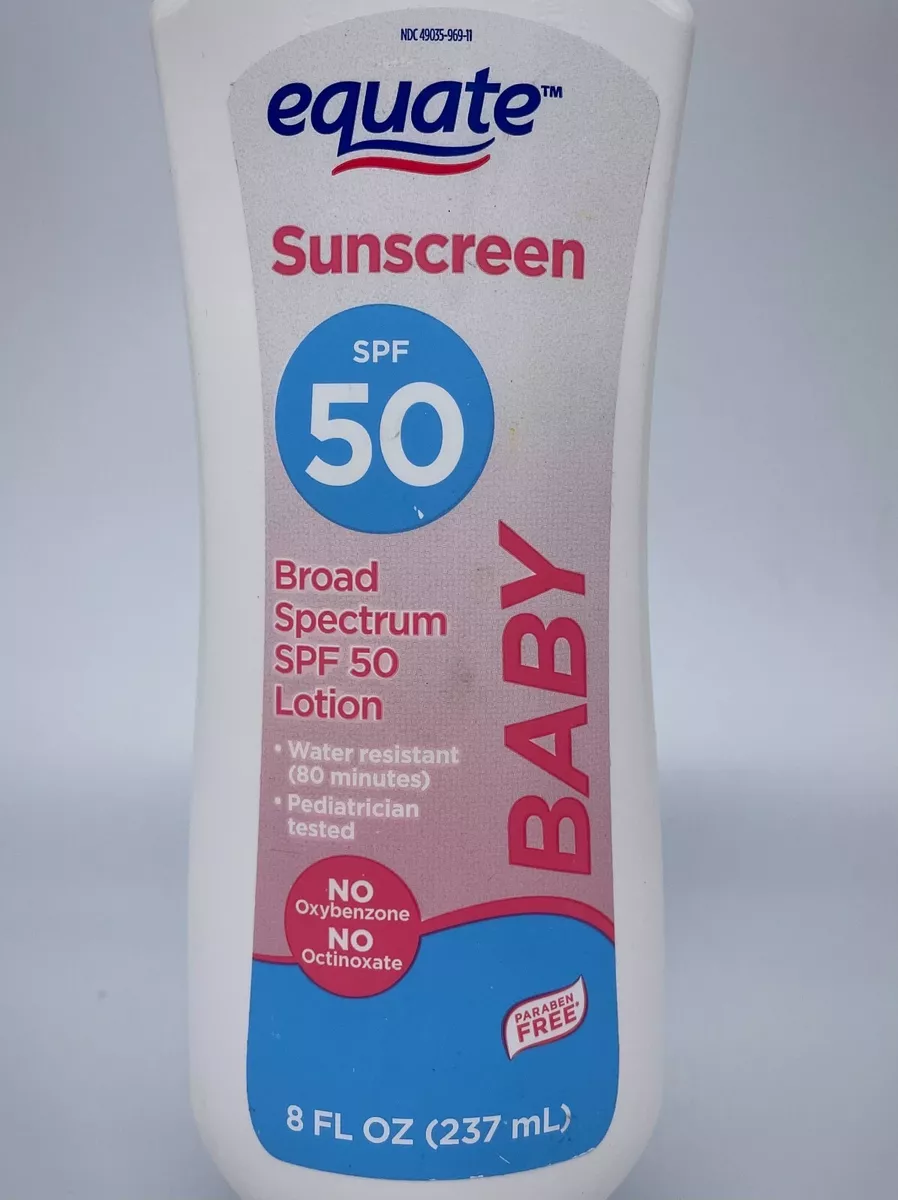 NDC 49035-969-11
equate™
Sunscreen
SPF
50
Broad
Spectrum
SPF 50
Lotion
• Water resistant
(80 minutes)
• Pediatrician
tested
BABY
NO
Oxybenzone
NO
Octinoxate
PARABEN
FREE*
8 FL OZ (237 mL)